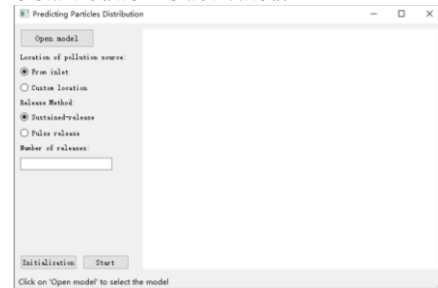 Predicting Particles Distribution
Open model
Location of pollution source:
From inlet
Custom location
Release Method:
Sustained-release
Pulse release
Number of releases:
Initialization Start
Click on 'Open model' to select the model